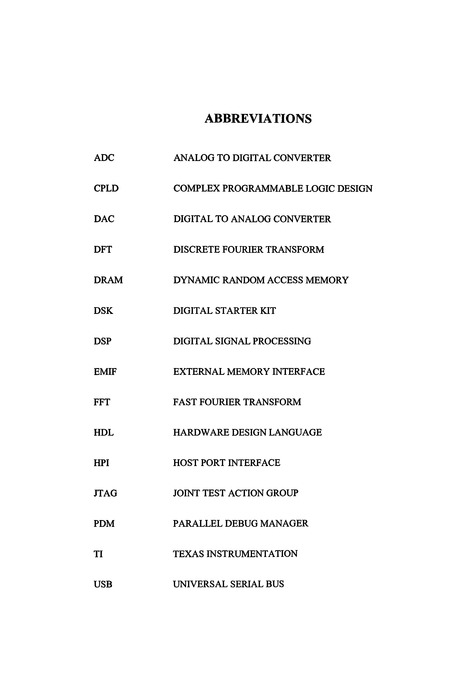 ABBREVIATIONS
ADC ANALOG TO DIGITAL CONVERTER
CPLD COMPLEX PROGRAMMABLE LOGIC DESIGN
DAC DIGITAL TO ANALOG CONVERTER
DFT DISCRETE FOURIER TRANSFORM
DRAM DYNAMIC RANDOM ACCESS MEMORY
DSK DIGITAL STARTER KIT
DSP DIGITAL SIGNAL PROCESSING
EMIF EXTERNAL MEMORY INTERFACE
FFT FAST FOURIER TRANSFORM
HDL HARDWARE DESIGN LANGUAGE
HPI HOST PORT INTERFACE
JTAG JOINT TEST ACTION GROUP
PDM PARALLEL DEBUG MANAGER
TI TEXAS INSTRUMENTATION
USB UNIVERSAL SERIAL BUS